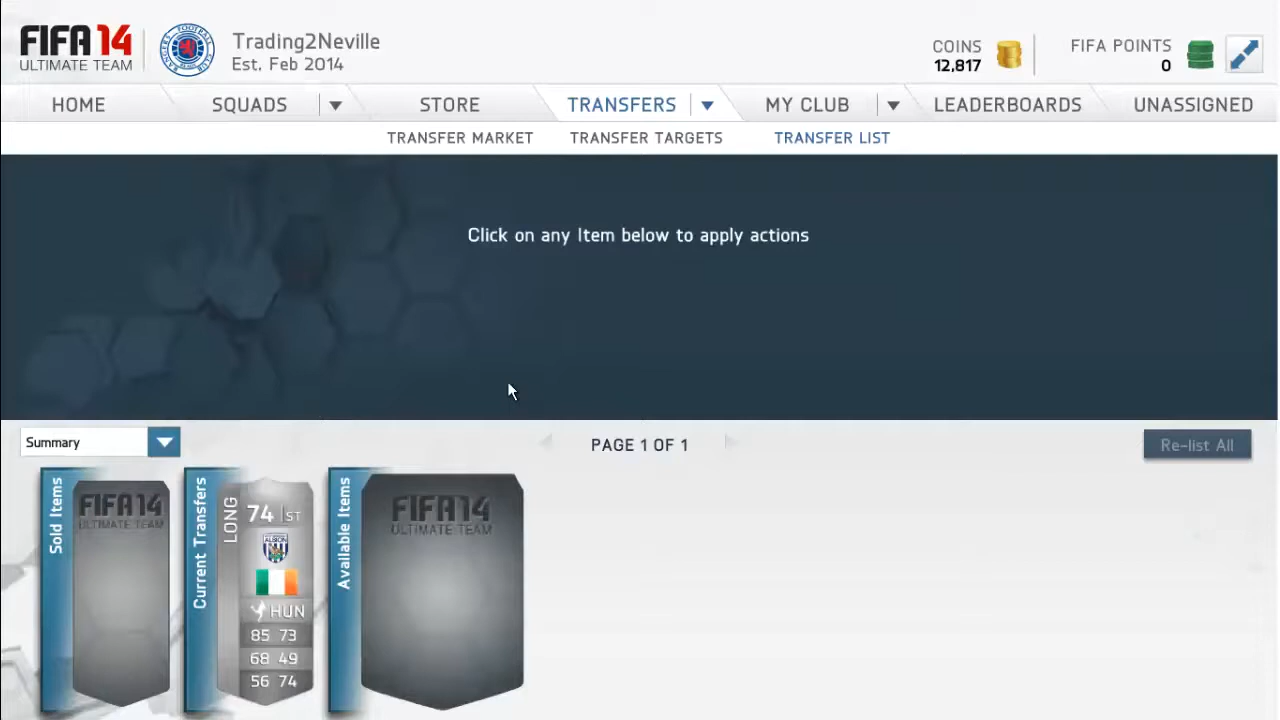 FIFA 14
ULTIMATE TEAM
Trading2Neville
Est. Feb 2014
COINS
12,817
FIFA POINTS
0
HOME
SQUADS
STORE
TRANSFERS
MY CLUB
LEADERBOARDS
UNASSIGNED
TRANSFER MARKET
TRANSFER TARGETS
TRANSFER LIST
Click on any Item below to apply actions
Summary
PAGE 1 OF 1
Re-list All
Sold Items
FIFA 14
ULTIMATE TEAM
Current Transfers
LONG
74 ST
ALBION
HUN
85 73
68 49
56 74
Available Items
FIFA 14
ULTIMATE TEAM